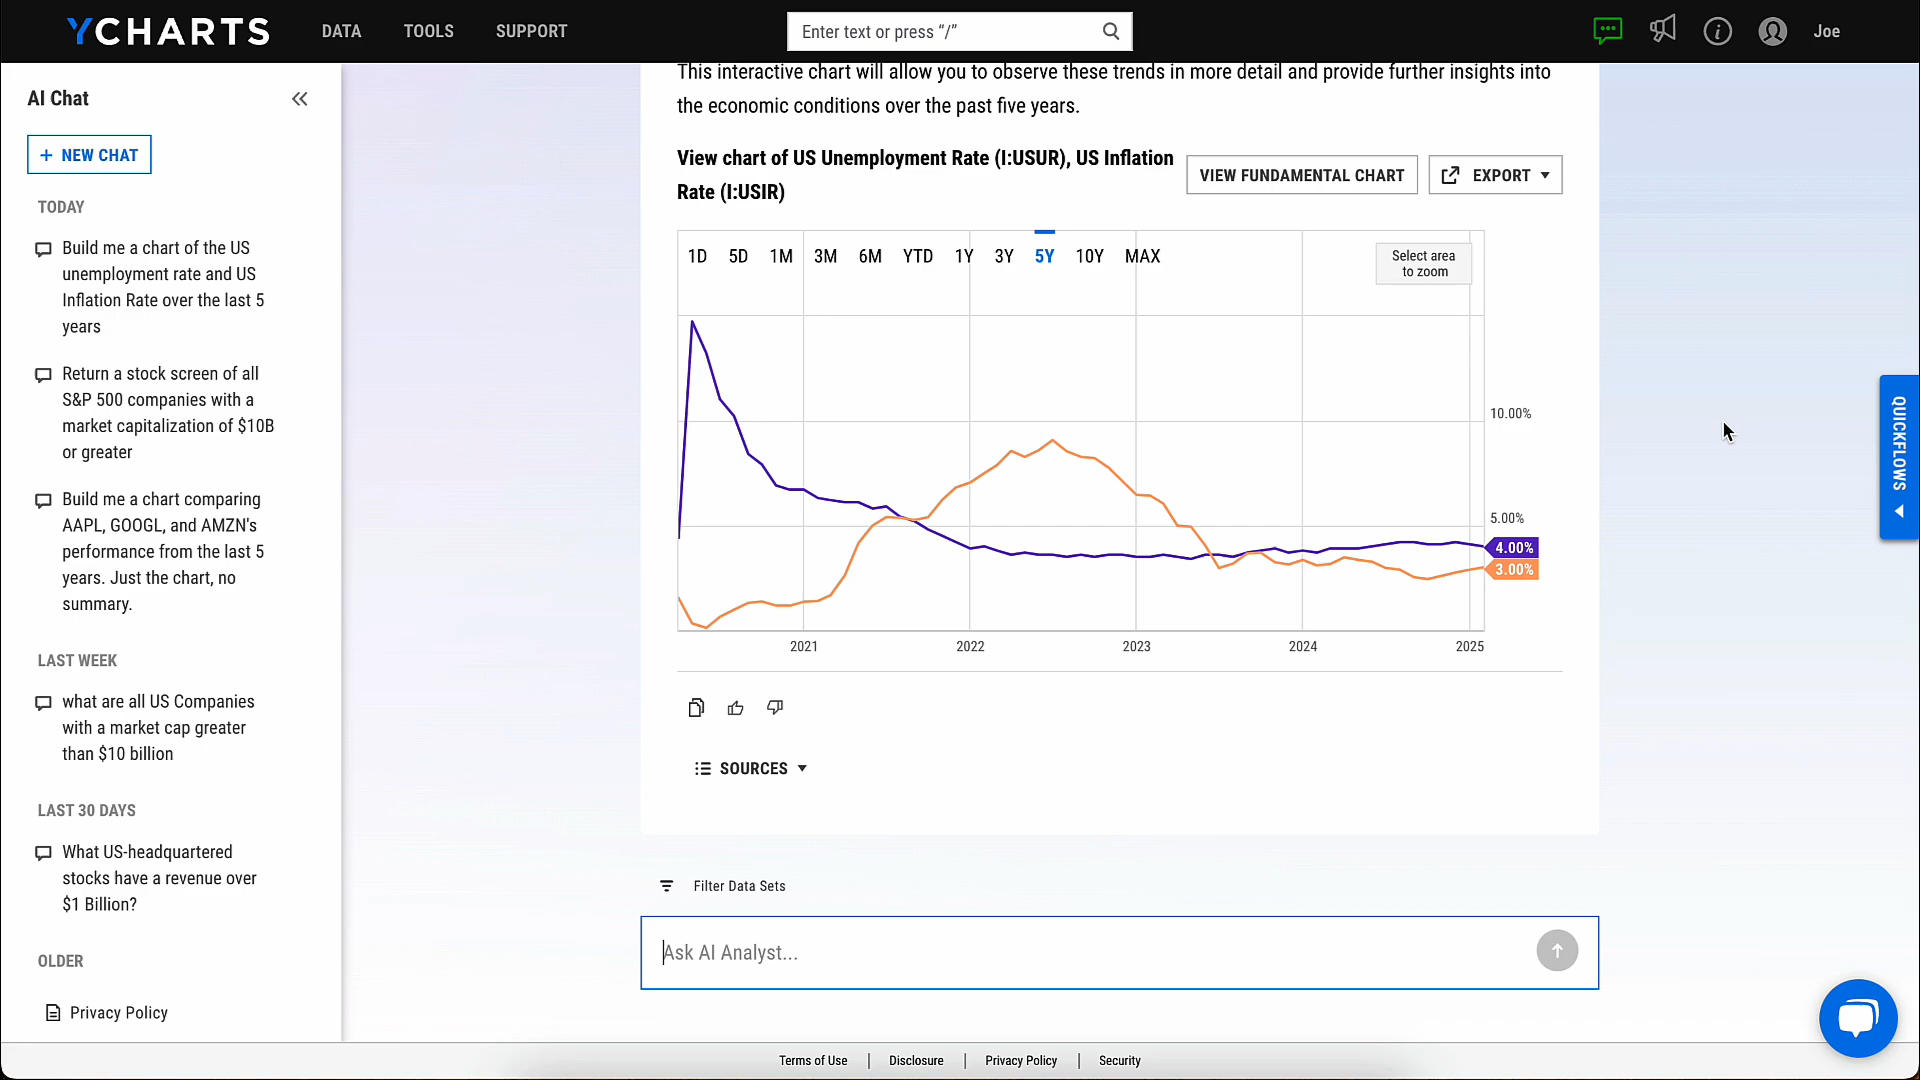 YCHARTS
DATA
TOOLS
SUPPORT
Enter text or press “/”
Joe
AI Chat
+ NEW CHAT
TODAY
Build me a chart of the US
unemployment rate and US
Inflation Rate over the last 5
years
Return a stock screen of all
S&P 500 companies with a
market capitalization of $10B
or greater
Build me a chart comparing
AAPL, GOOGL, and AMZN's
performance from the last 5
years. Just the chart, no
summary.
LAST WEEK
what are all US Companies
with a market cap greater
than $10 billion
LAST 30 DAYS
What US-headquartered
stocks have a revenue over
$1 Billion?
OLDER
Privacy Policy
This interactive chart will allow you to observe these trends in more detail and provide further insights into
the economic conditions over the past five years.
View chart of US Unemployment Rate (I:USUR), US Inflation
Rate (I:USIR)
VIEW FUNDAMENTAL CHART
EXPORT
1D 5D 1M 3M 6M YTD 1Y 3Y 5Y 10Y MAX
Select area
to zoom
10.00%
5.00%
4.00%
3.00%
2021 2022 2023 2024 2025
SOURCES
Filter Data Sets
Ask AI Analyst...
QUICKFLOWS
Terms of Use | Disclosure | Privacy Policy | Security